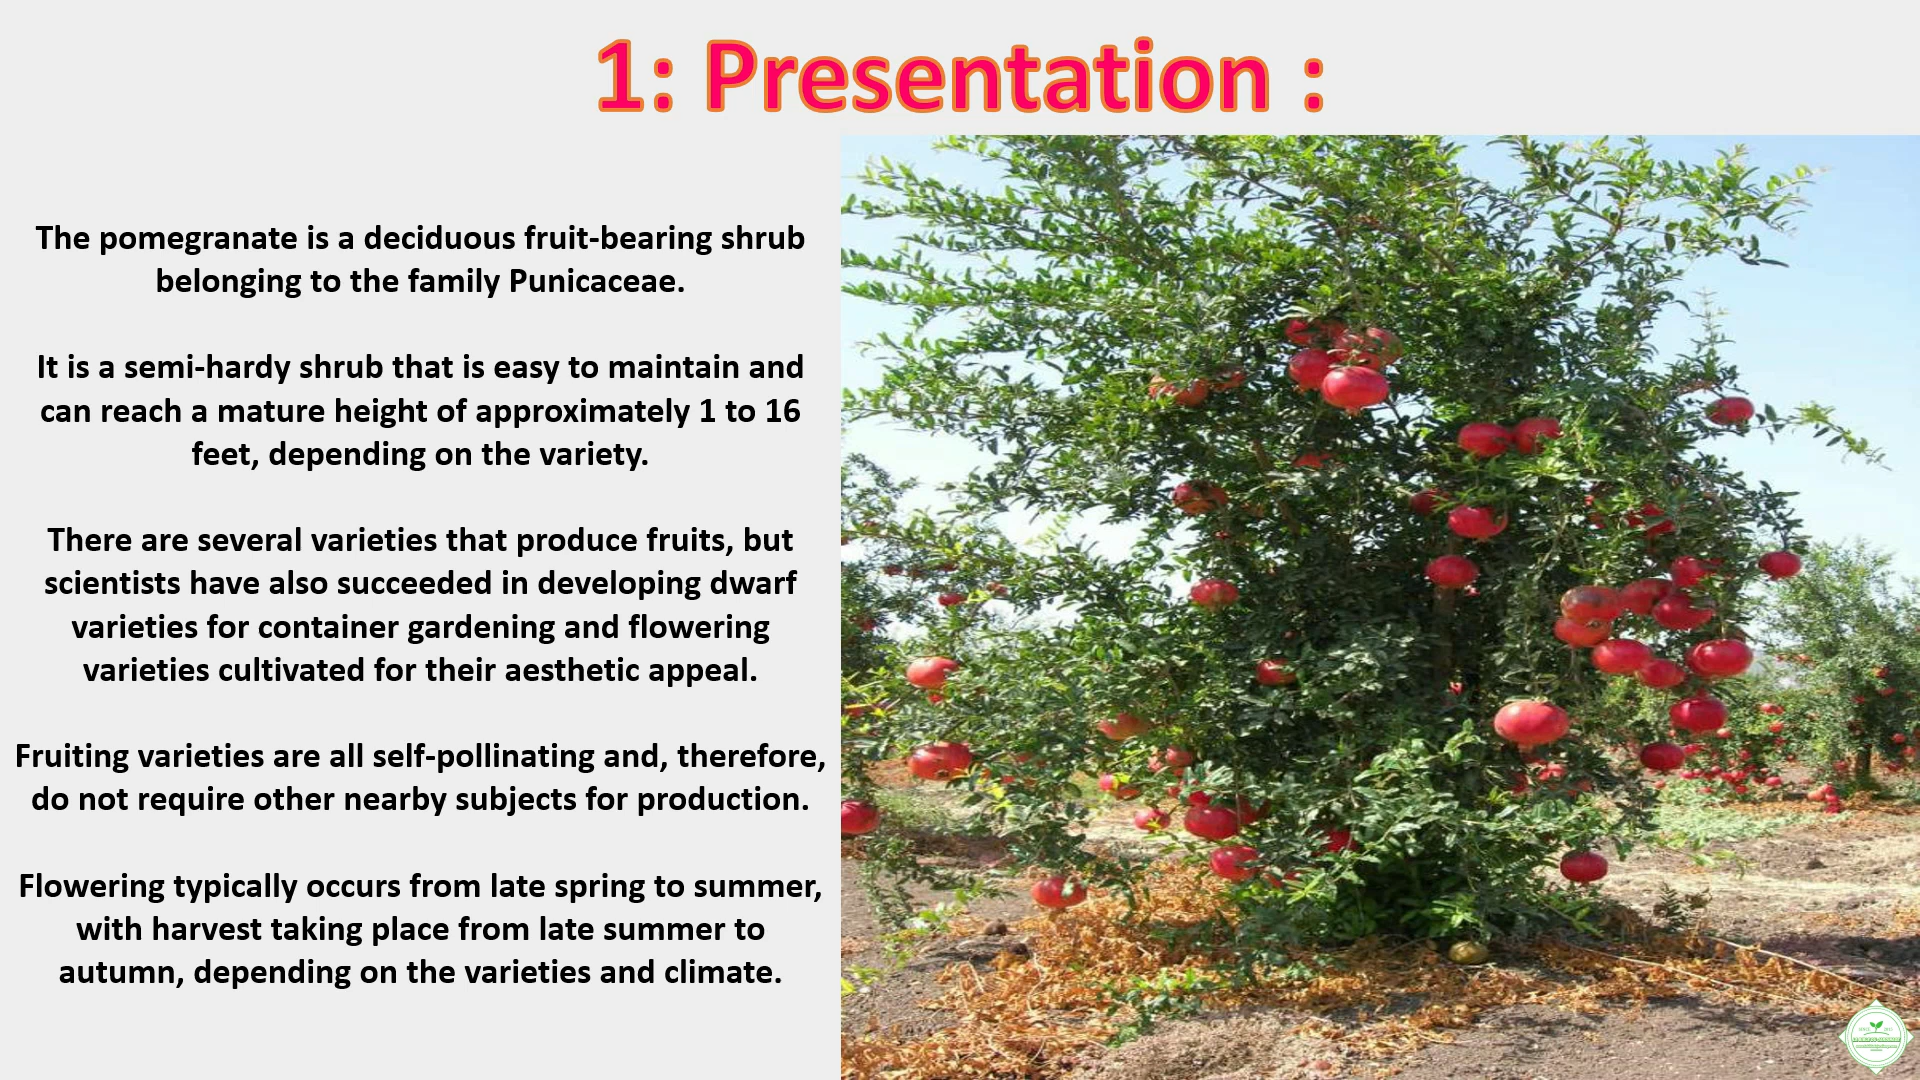 1: Presentation :
The pomegranate is a deciduous fruit-bearing shrub
belonging to the family Punicaceae.
It is a semi-hardy shrub that is easy to maintain and
can reach a mature height of approximately 1 to 16
feet, depending on the variety.
There are several varieties that produce fruits, but
scientists have also succeeded in developing dwarf
varieties for container gardening and flowering
varieties cultivated for their aesthetic appeal.
Fruiting varieties are all self-pollinating and, therefore,
do not require other nearby subjects for production.
Flowering typically occurs from late spring to summer,
with harvest taking place from late summer to
autumn, depending on the varieties and climate.